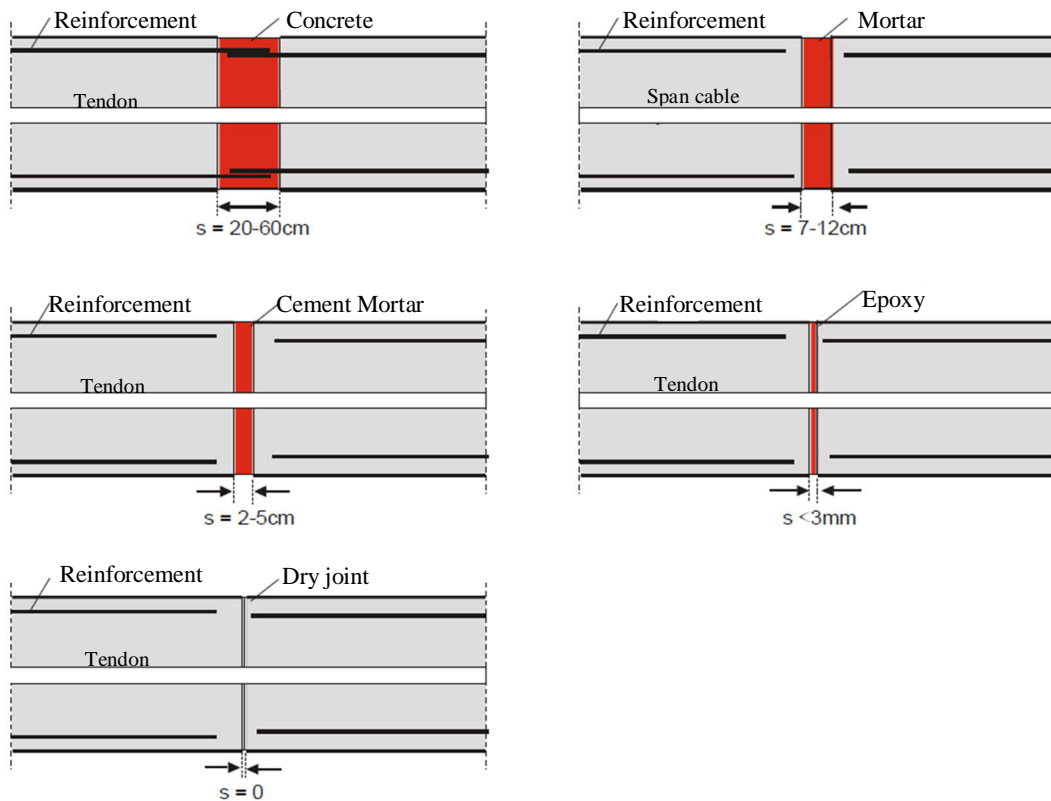 Reinforcement
Concrete
Tendon
s = 20-60cm
Reinforcement
Mortar
Span cable
s = 7-12cm
Reinforcement
Cement Mortar
Tendon
s = 2-5cm
Reinforcement
Epoxy
Tendon
s <3mm
Reinforcement
Dry joint
Tendon
s = 0